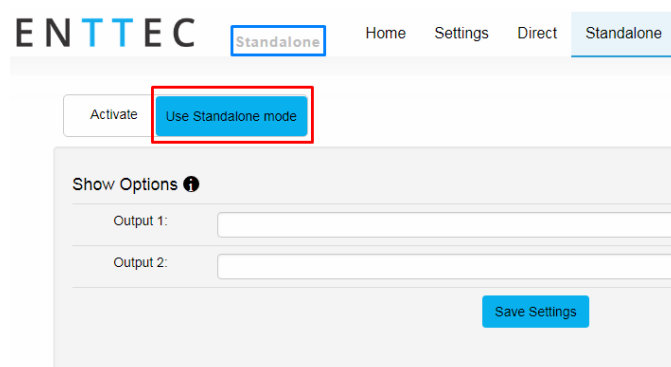 ENTTEC Standalone Home Settings Direct Standalone
Activate Use Standalone mode
Show Options
Output 1:
Output 2:
Save Settings